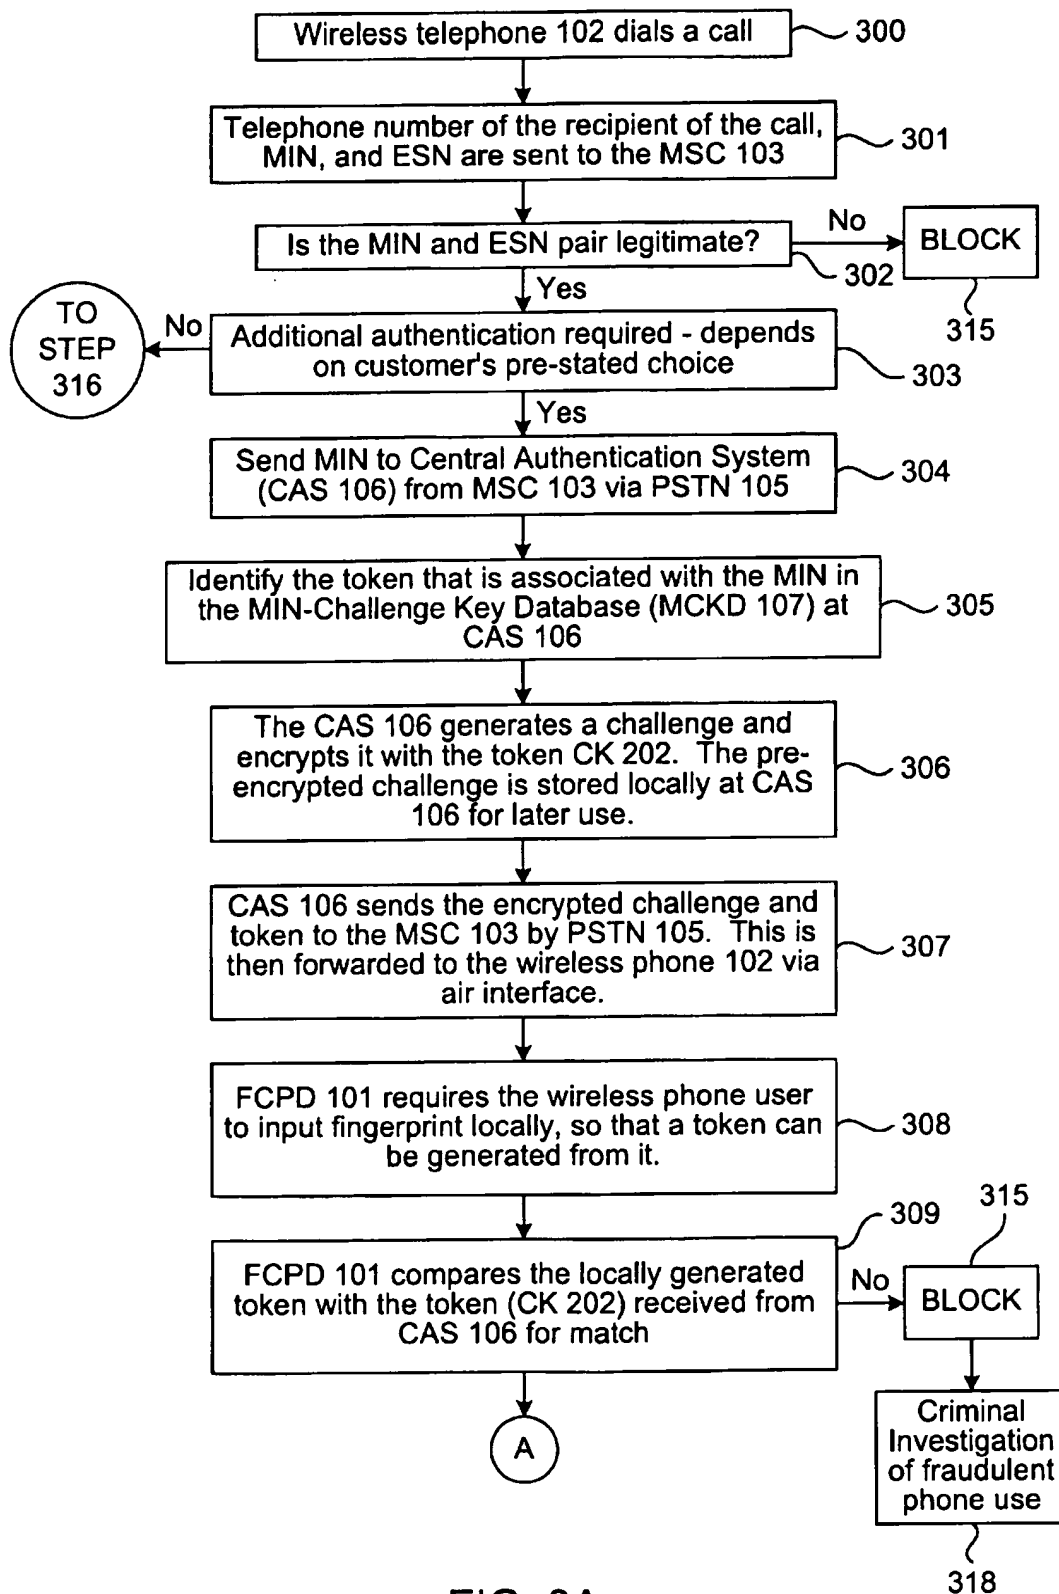 Wireless telephone 102 dials a call
300
Telephone number of the recipient of the call,
MIN, and ESN are sent to the MSC 103
301
Is the MIN and ESN pair legitimate?
302
No
BLOCK
315
Yes
TO
STEP
316
No
Additional authentication required - depends
on customer's pre-stated choice
303
Yes
Send MIN to Central Authentication System
(CAS 106) from MSC 103 via PSTN 105
304
Identify the token that is associated with the MIN in
the MIN-Challenge Key Database (MCKD 107) at
CAS 106
305
The CAS 106 generates a challenge and
encrypts it with the token CK 202. The pre-
encrypted challenge is stored locally at CAS
106 for later use.
306
CAS 106 sends the encrypted challenge and
token to the MSC 103 by PSTN 105. This is
then forwarded to the wireless phone 102 via
air interface.
307
FCPD 101 requires the wireless phone user
to input fingerprint locally, so that a token can
be generated from it.
308
FCPD 101 compares the locally generated
token with the token (CK 202) received from
CAS 106 for match
309
No
315
BLOCK
A
Criminal
Investigation
of fraudulent
phone use
318